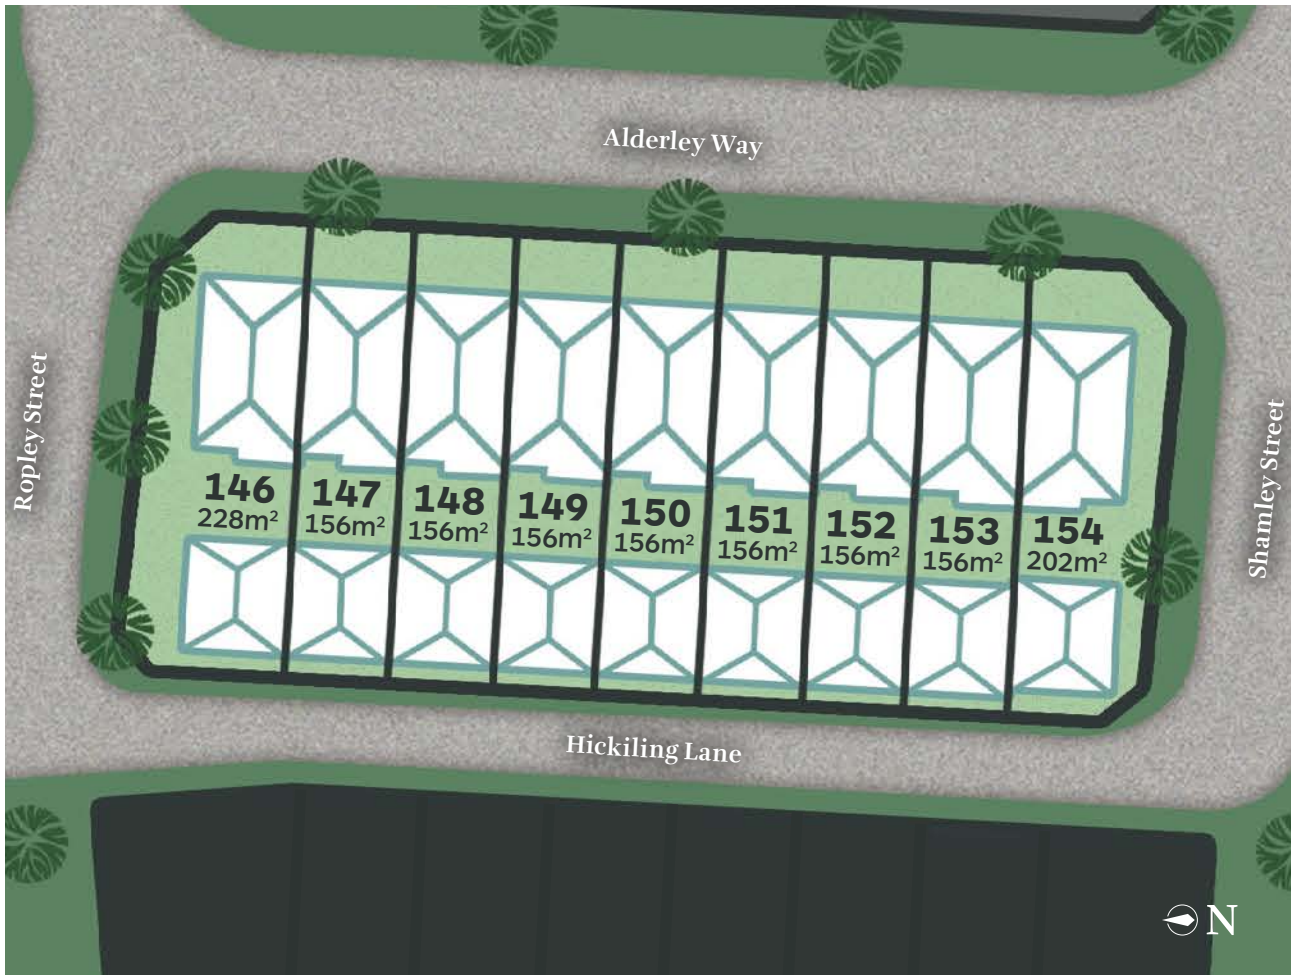 Alderley Way
Ropley Street
Shamley Street
146
228m²
147
156m²
148
156m²
149
156m²
150
156m²
151
156m²
152
156m²
153
156m²
154
202m²
Hickiling Lane
N